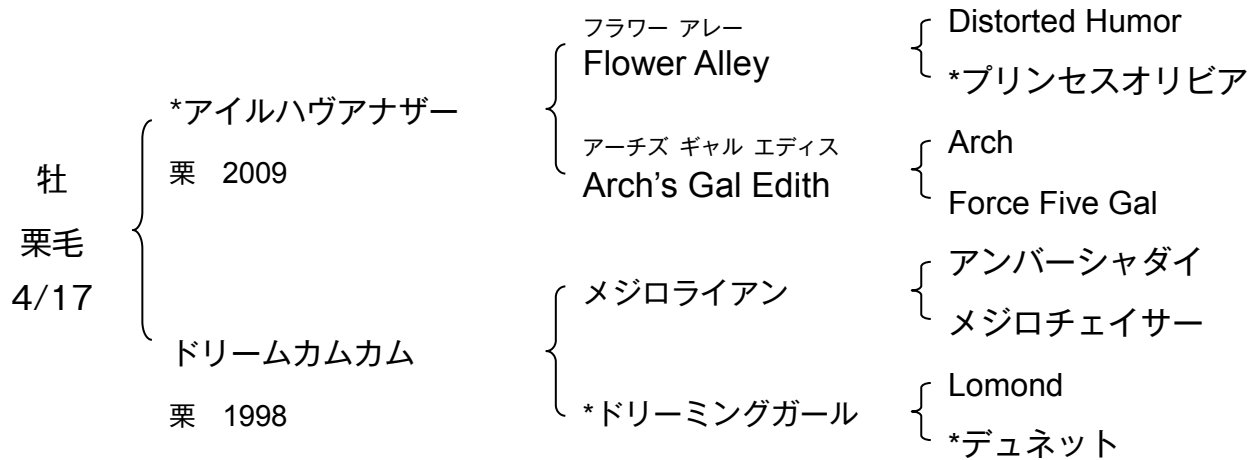 牡
栗毛
4/17
*アイルハヴアナザー
栗 2009
ドリームカムカム
栗 1998
フラワー アレー
Flower Alley
アーチズ ギャル エディス
Arch's Gal Edith
メジロライアン
*ドリーミングガール
Distorted Humor
*プリンセスオリビア
Arch
Force Five Gal
アンバーシャダイ
メジロチェイサー
Lomond
*デュネット